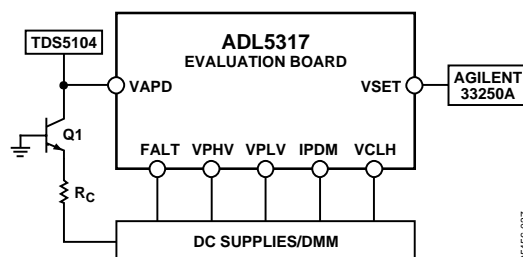 TDS5104
ADL5317
EVALUATION BOARD
VAPD
VSET
AGILENT
33250A
Q1
FALT VPHV VPLV IPDM VCLH
RC
DC SUPPLIES/DMM